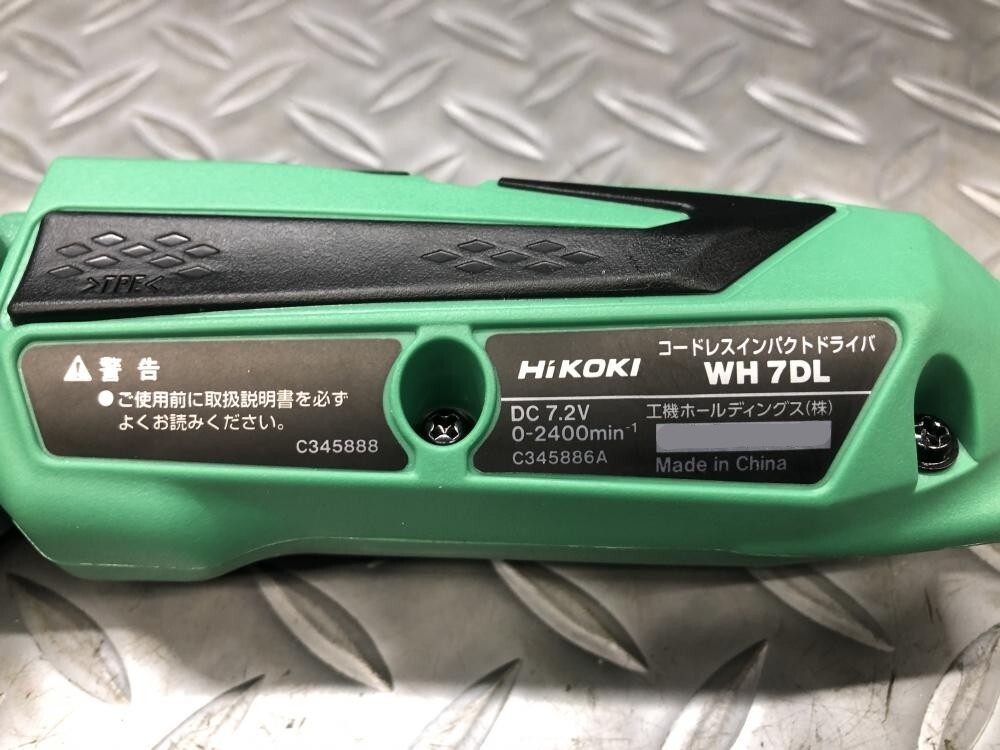 >TPE<
警告
●ご使用前に取扱説明書を必ず
よくお読みください。
C345888
HiKOKI
コードレスインパクトドライバ
WH 7DL
DC 7.2V
0-2400min⁻¹
C345886A
工機ホールディングス(株)
Made in China